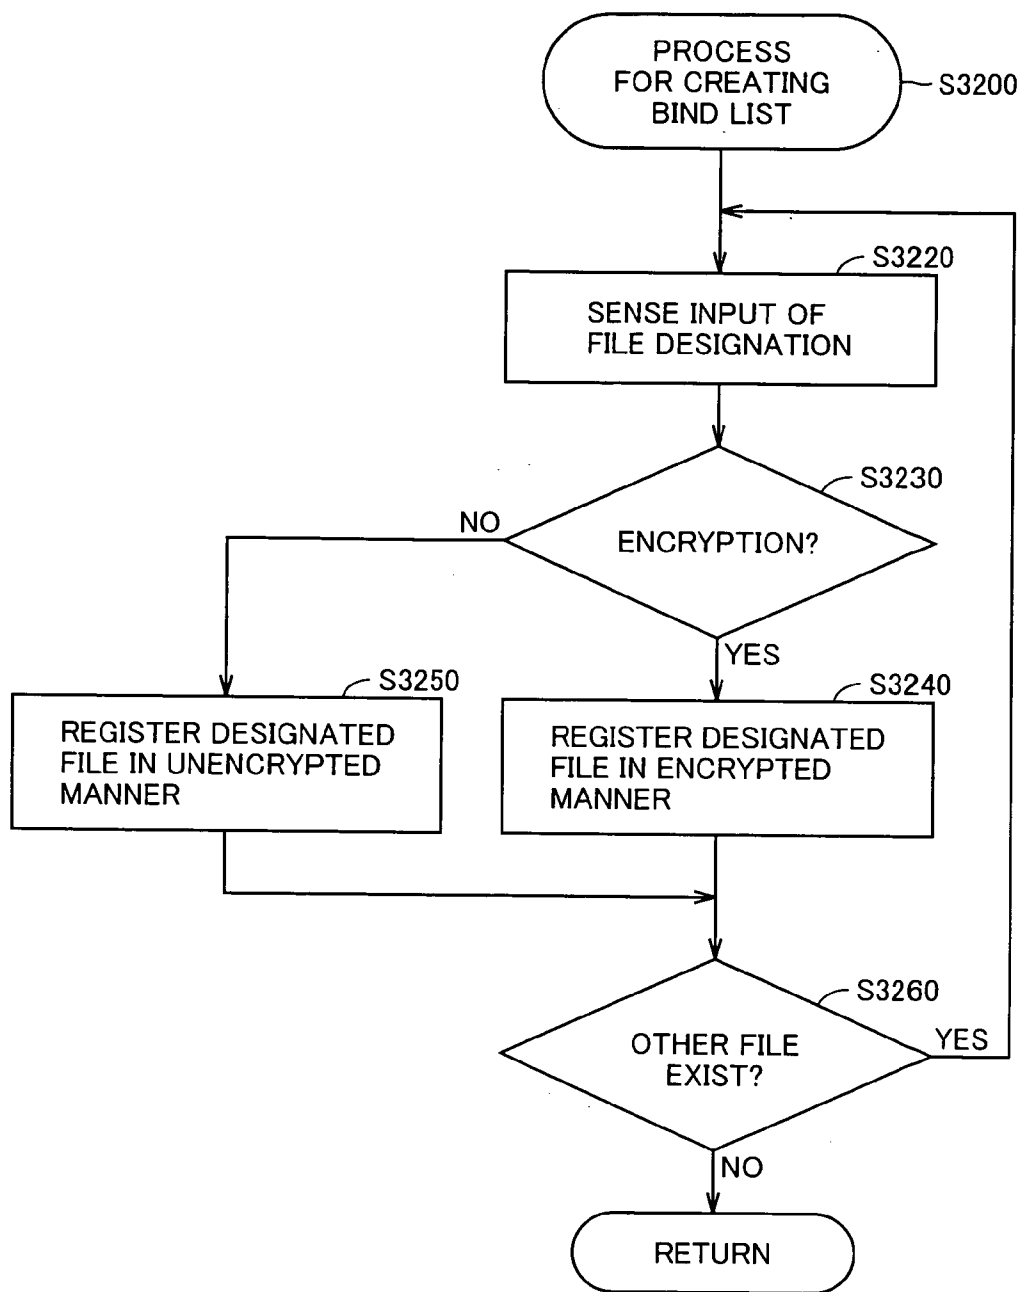 PROCESS
FOR CREATING
BIND LIST
S3200
S3220
SENSE INPUT OF
FILE DESIGNATION
S3230
NO
ENCRYPTION?
YES
S3250
REGISTER DESIGNATED
FILE IN UNENCRYPTED
MANNER
S3240
REGISTER DESIGNATED
FILE IN ENCRYPTED
MANNER
S3260
OTHER FILE
EXIST?
YES
NO
RETURN